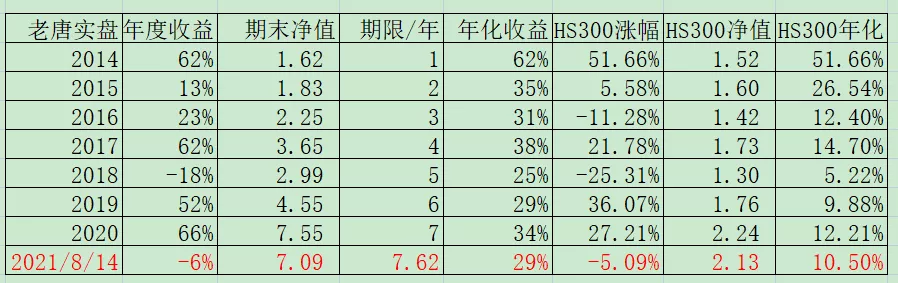 老唐实盘 年度收益 期末净值 期限/年 年化收益 HS300涨幅 HS300净值 HS300年化
2014 62% 1.62 1 62% 51.66% 1.52 51.66%
2015 13% 1.83 2 35% 5.58% 1.60 26.54%
2016 23% 2.25 3 31% -11.28% 1.42 12.40%
2017 62% 3.65 4 38% 21.78% 1.73 14.70%
2018 -18% 2.99 5 25% -25.31% 1.30 5.22%
2019 52% 4.55 6 29% 36.07% 1.76 9.88%
2020 66% 7.55 7 34% 27.21% 2.24 12.21%
2021/8/14 -6% 7.09 7.62 29% -5.09% 2.13 10.50%